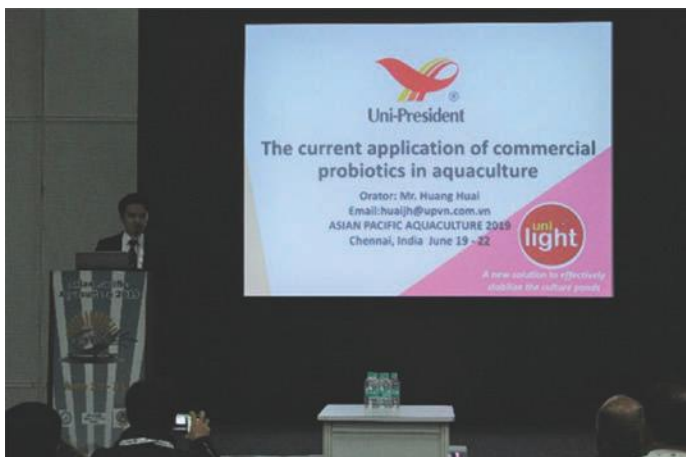 Uni-President
®
The current application of commercial
probiotics in aquaculture
Orator: Mr. Huang Huai
Email:huaijh@upvn.com.vn
ASIAN PACIFIC AQUACULTURE 2019
Chennai, India June 19 - 22
uni
light
A new solution to effectively
stabilise the culture ponds